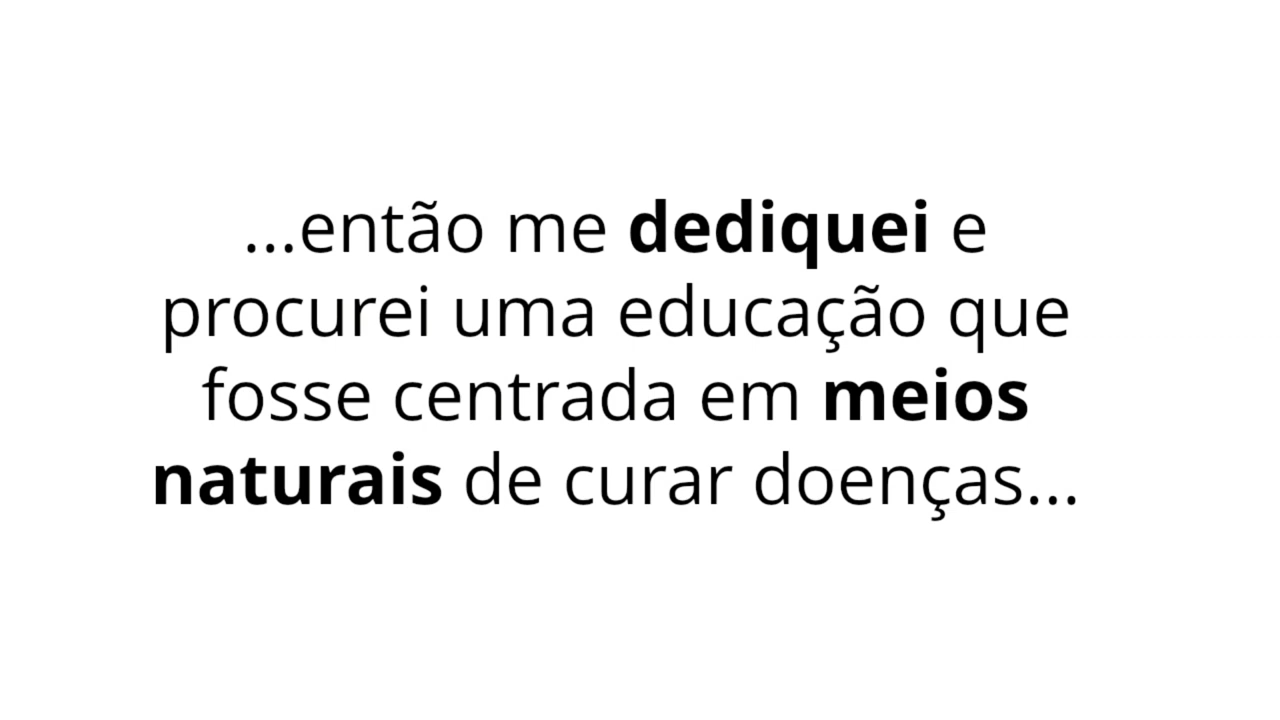 ...então me dediquei e
procurei uma educação que
fosse centrada em meios
naturais de curar doenças...